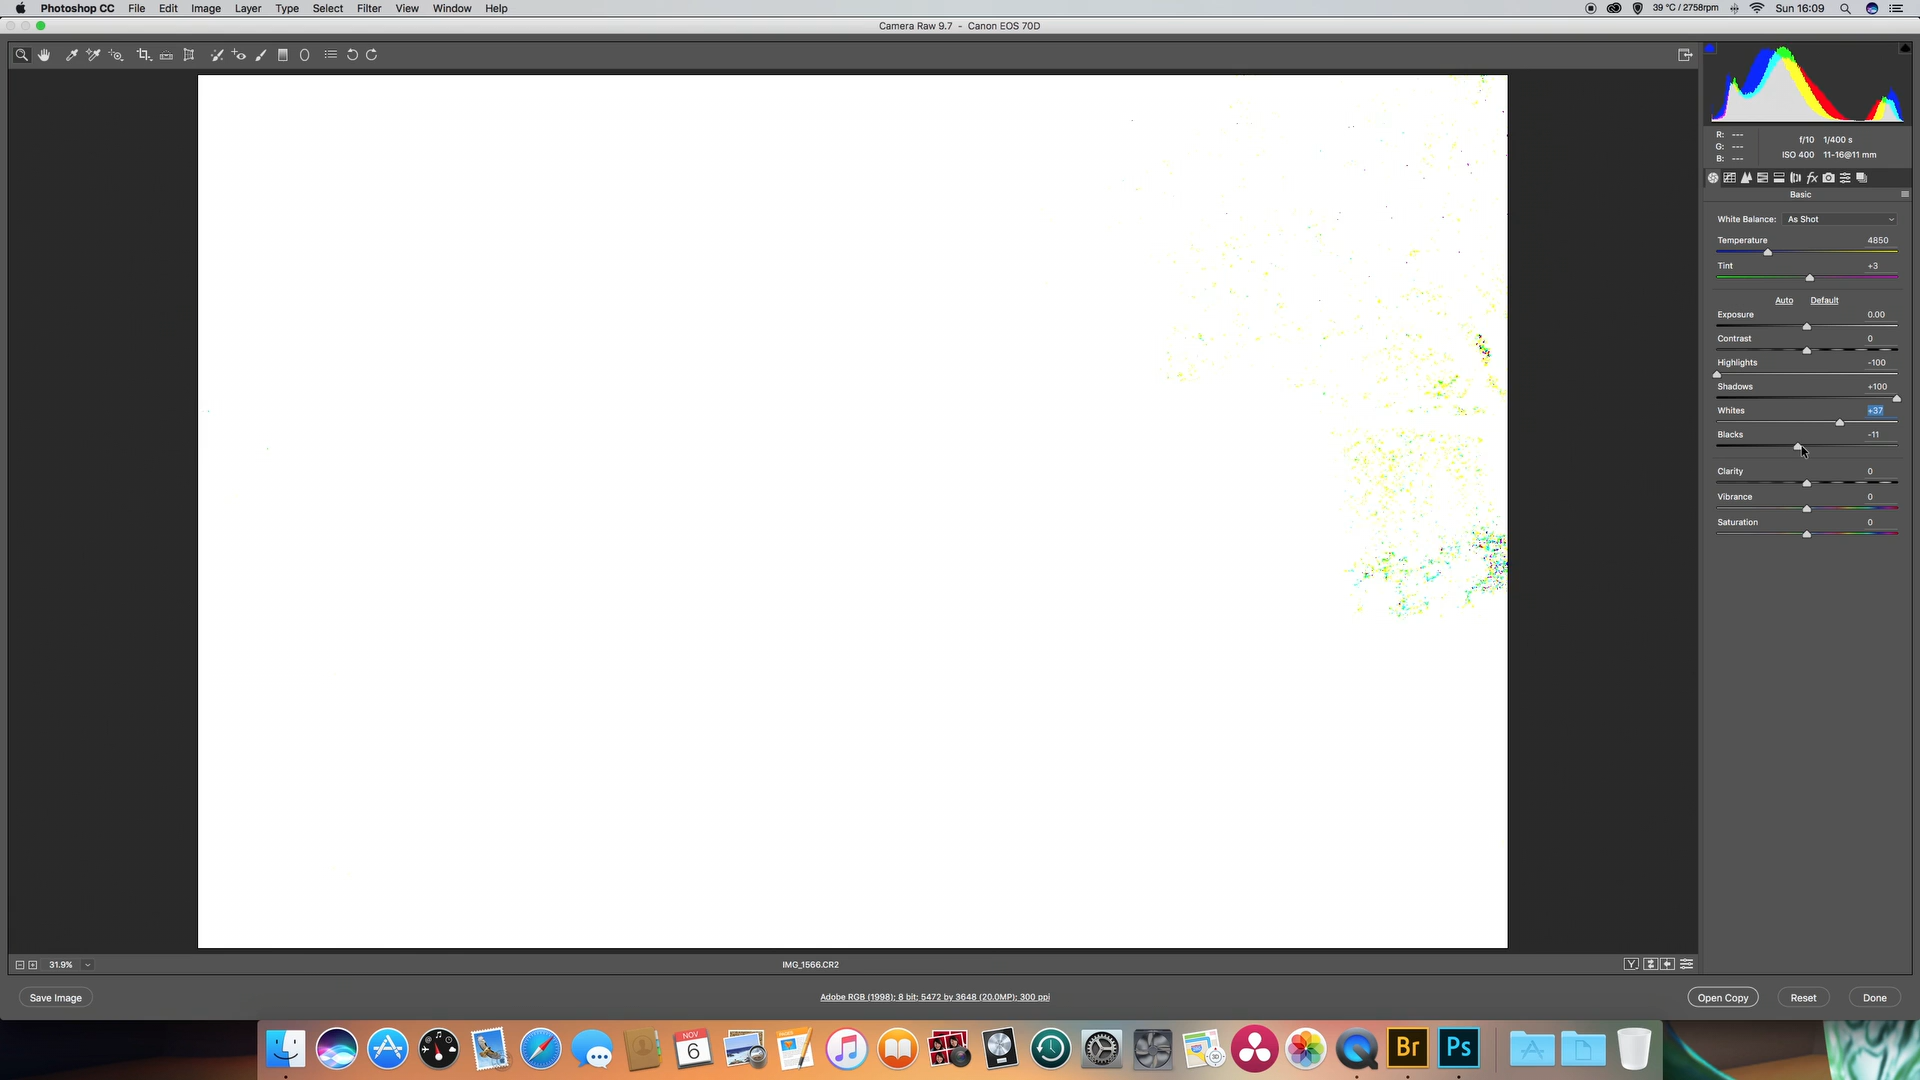 Photoshop CC File Edit Image Layer Type Select Filter View Window Help 39 °C / 2758rpm Sun 16:09
Camera Raw 9.7 - Canon EOS 70D
R: ---
G: ---
B: ---
f/10 1/400 s
ISO 400 11-16@11 mm
fx
Basic
White Balance: As Shot
Temperature 4850
Tint +3
Auto Default
Exposure 0.00
Contrast 0
Highlights -100
Shadows +100
Whites +37
Blacks -11
Clarity 0
Vibrance 0
Saturation 0
31.9% IMG_1566.CR2 Y
Save Image Adobe RGB (1998); 8 bit; 5472 by 3648 (20.0MP); 300 ppi Open Copy Reset Done
NOV
6
3D
Br
Ps